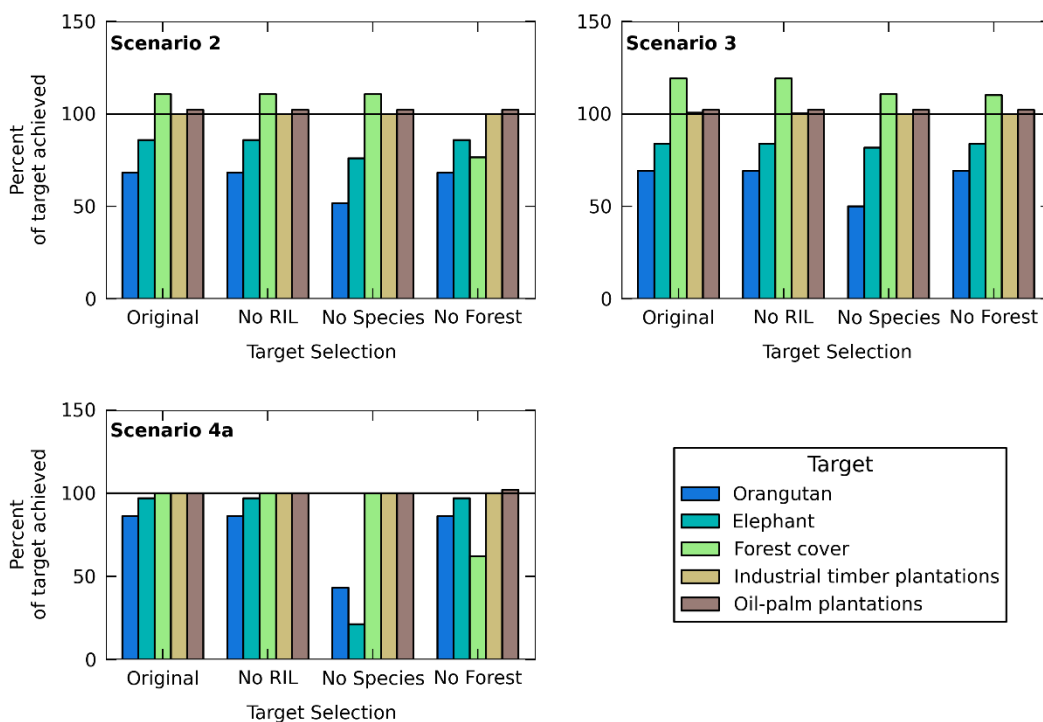 150
Scenario 2
100
50
0
Percent
of target achieved
Original No RIL No Species No Forest
Target Selection
150
Scenario 3
100
50
0
Original No RIL No Species No Forest
Target Selection
150
Scenario 4a
100
50
0
Percent
of target achieved
Original No RIL No Species No Forest
Target Selection
Target
Orangutan
Elephant
Forest cover
Industrial timber plantations
Oil-palm plantations